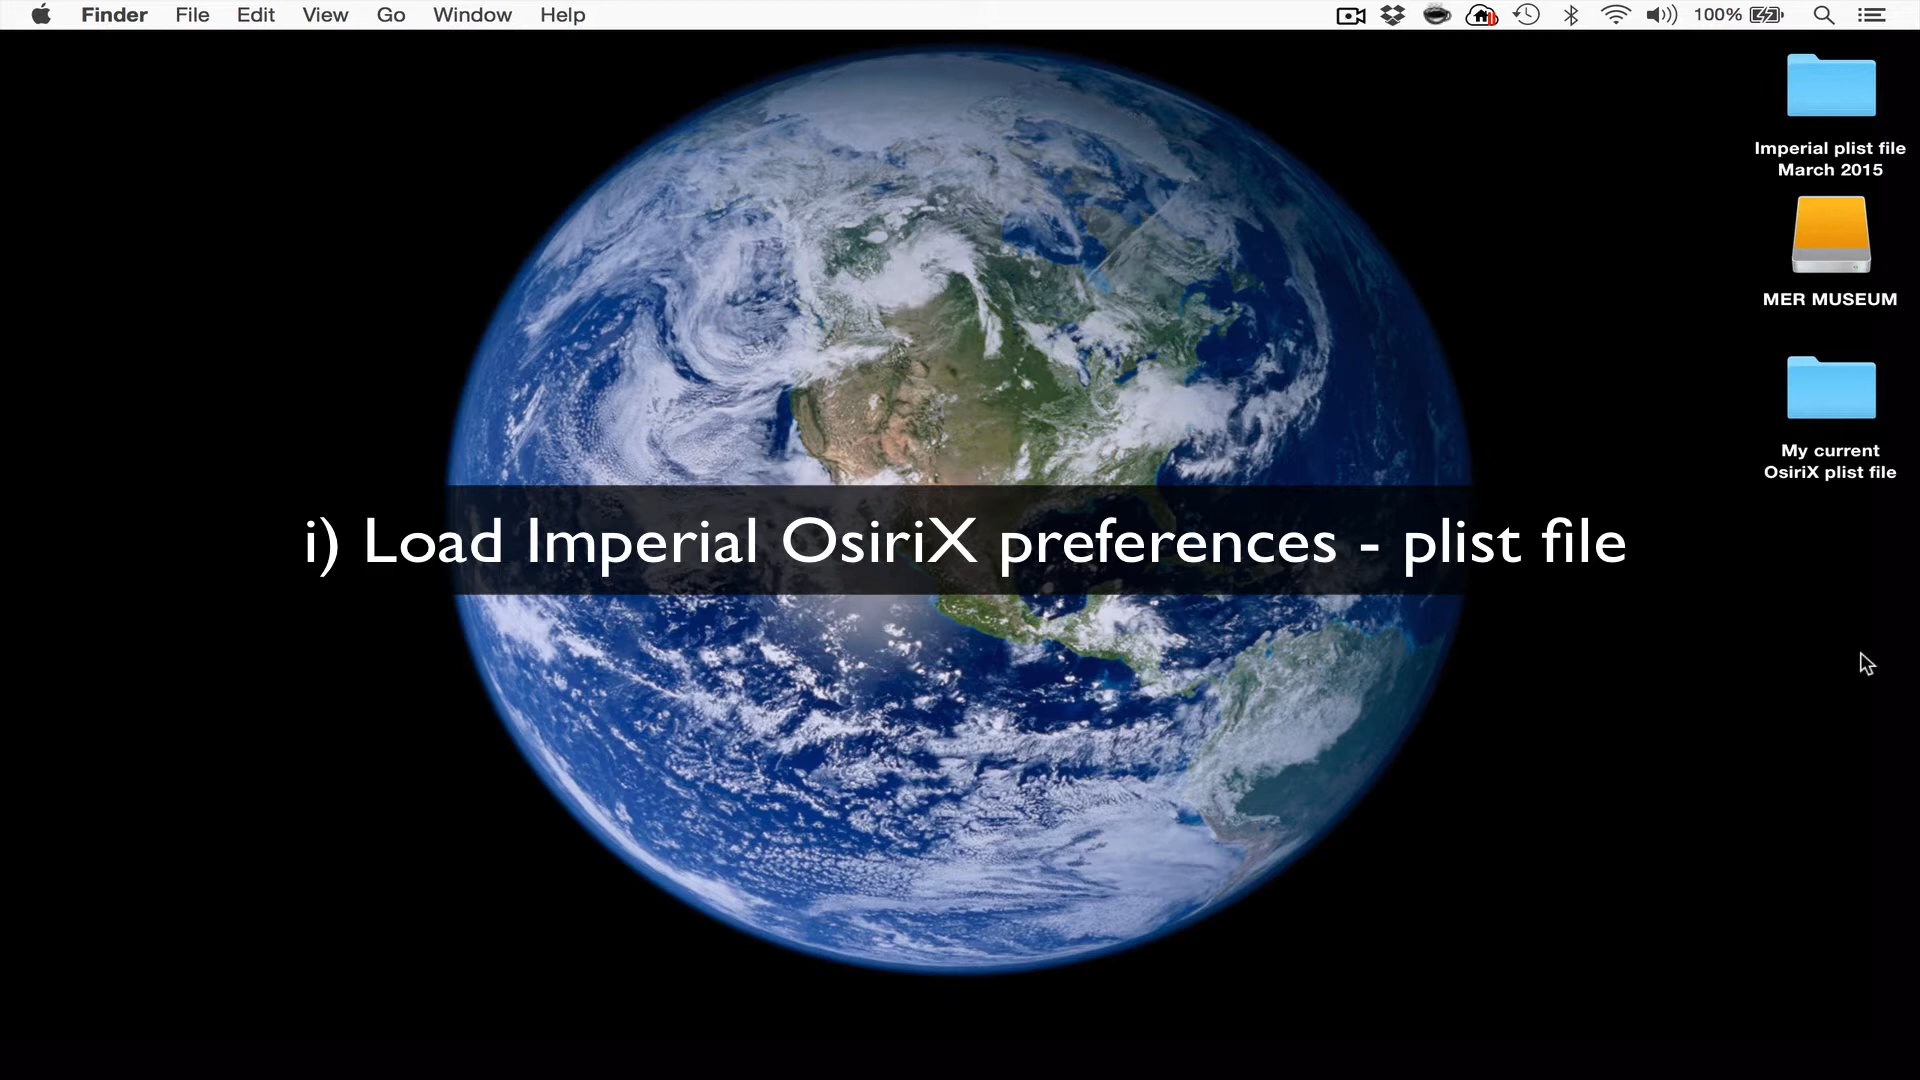 Finder File Edit View Go Window Help 100%
Imperial plist file
March 2015
MER MUSEUM
My current
OsiriX plist file
i) Load Imperial OsiriX preferences - plist file